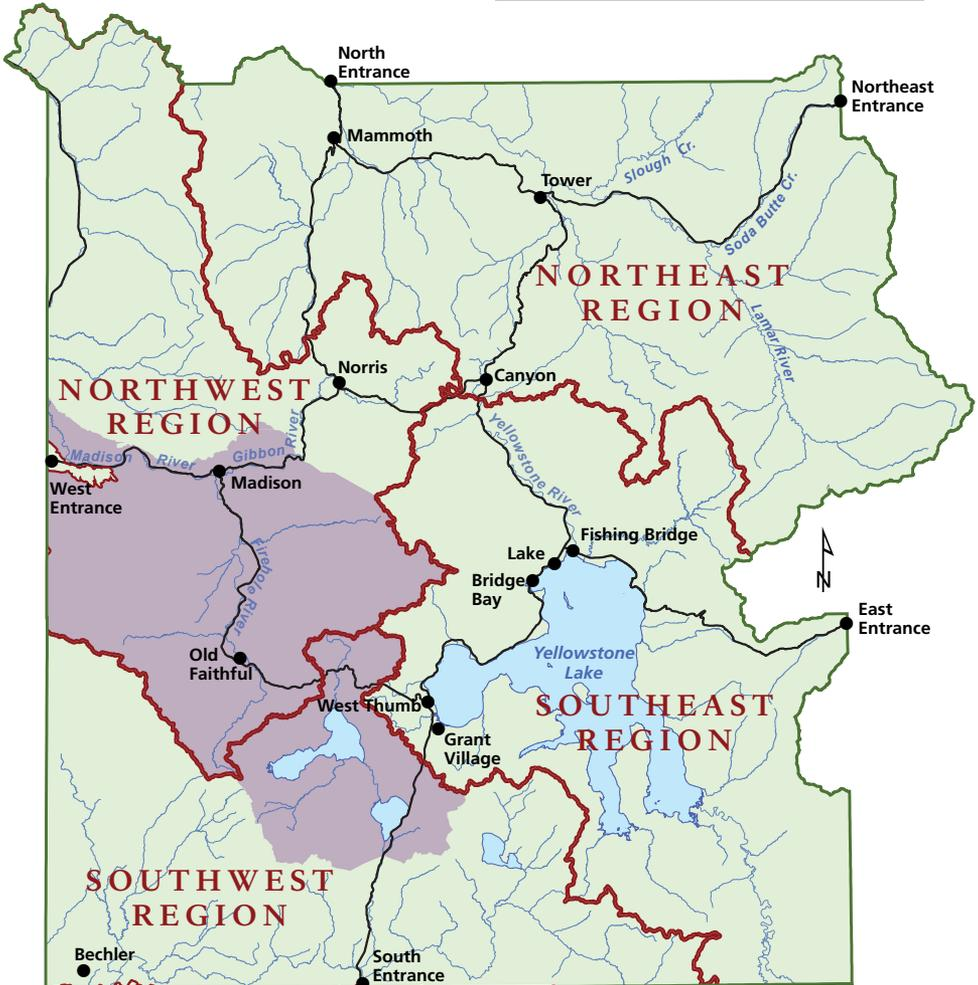 North
Entrance
Northeast
Entrance
Mammoth
Slough Cr.
Tower
Soda Butte Cr.
NORTHEAST
REGION
Lamar River
Norris
Canyon
NORTHWEST
REGION
Gibbon River
Madison River
Yellowstone River
West
Entrance
Madison
Fishing Bridge
Lake
Bridge
Bay
N
Firehole River
East
Entrance
Old
Faithful
Yellowstone
Lake
West Thumb
SOUTHEAST
REGION
Grant
Village
SOUTHWEST
REGION
Bechler
South
Entrance